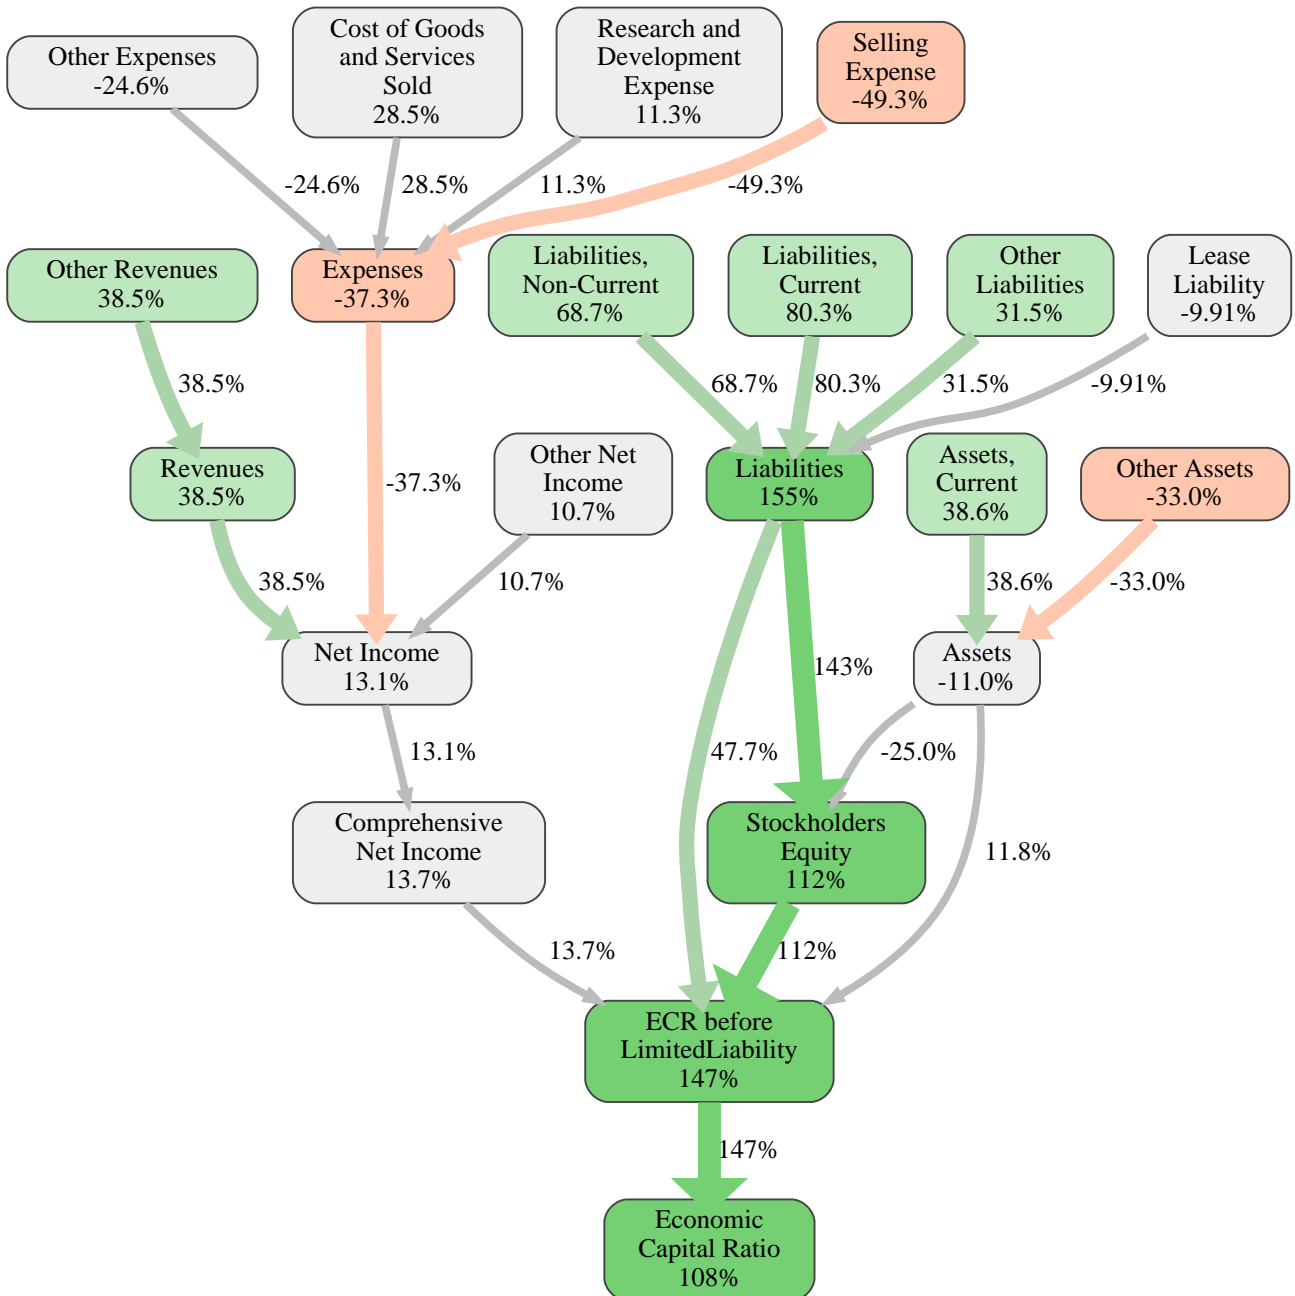 Other Expenses
-24.6%
Cost of Goods
and Services
Sold
28.5%
Research and
Development
Expense
11.3%
Selling
Expense
-49.3%
-24.6%
28.5%
11.3%
-49.3%
Other Revenues
38.5%
Expenses
-37.3%
Liabilities,
Non-Current
68.7%
Liabilities,
Current
80.3%
Other
Liabilities
31.5%
Lease
Liability
-9.91%
38.5%
68.7%
80.3%
31.5%
-9.91%
Revenues
38.5%
-37.3%
Other Net
Income
10.7%
Liabilities
155%
Assets,
Current
38.6%
Other Assets
-33.0%
38.5%
10.7%
38.6%
-33.0%
Net Income
13.1%
143%
Assets
-11.0%
13.1%
47.7%
-25.0%
Comprehensive
Net Income
13.7%
Stockholders
Equity
112%
11.8%
13.7%
112%
ECR before
LimitedLiability
147%
147%
Economic
Capital Ratio
108%